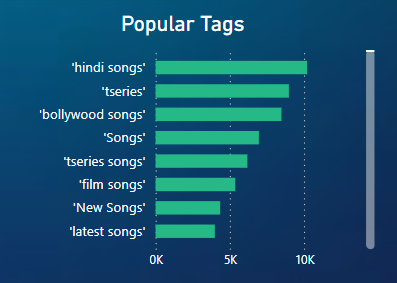 Popular Tags
'hindi songs'
'tseries'
'bollywood songs'
'Songs'
'tseries songs'
'film songs'
'New Songs'
'latest songs'
0K 5K 10K